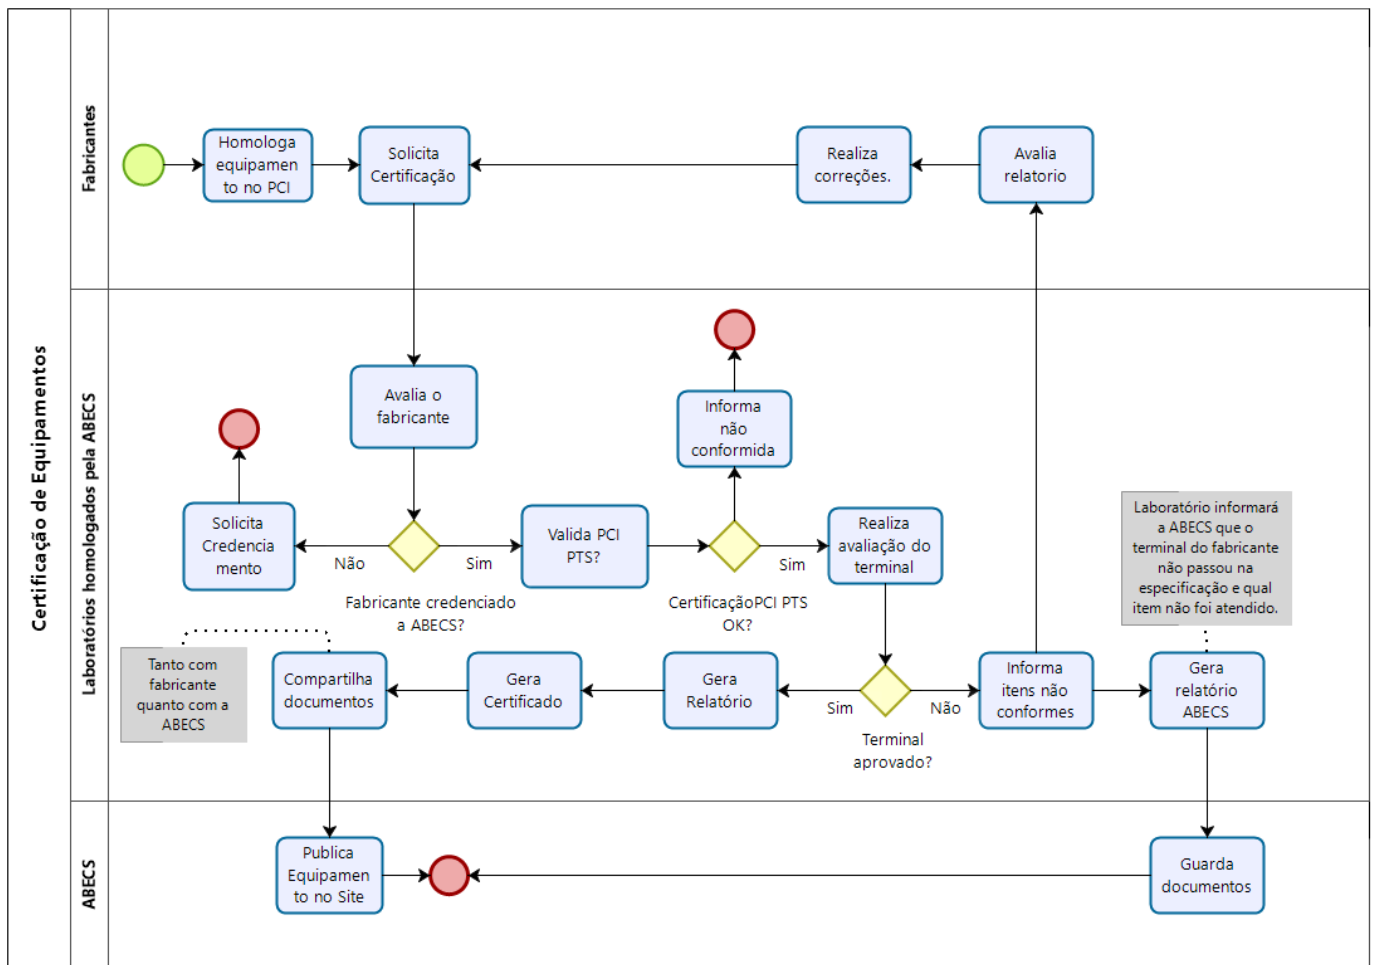 Certificação de Equipamentos
Fabricantes
Homologa
equipamen
to no PCI
Solicita
Certificação
Realiza
correções.
Avalia
relatorio
Laboratórios homologados pela ABECS
Avalia o
fabricante
Informa
não
conformida
Solicita
Credencia
mento
Não
Sim
Fabricante credenciado
a ABECS?
Valida PCI
PTS?
Sim
CertificaçãoPCI PTS
OK?
Realiza
avaliação do
terminal
Laboratório informará
a ABECS que o
terminal do fabricante
não passou na
especificação e qual
item não foi atendido.
Tanto com
fabricante
quanto com a
ABECS
Compartilha
documentos
Gera
Certificado
Gera
Relatório
Sim
Não
Terminal
aprovado?
Informa
itens não
conformes
Gera
relatório
ABECS
ABECS
Publica
Equipamen
to no Site
Guarda
documentos